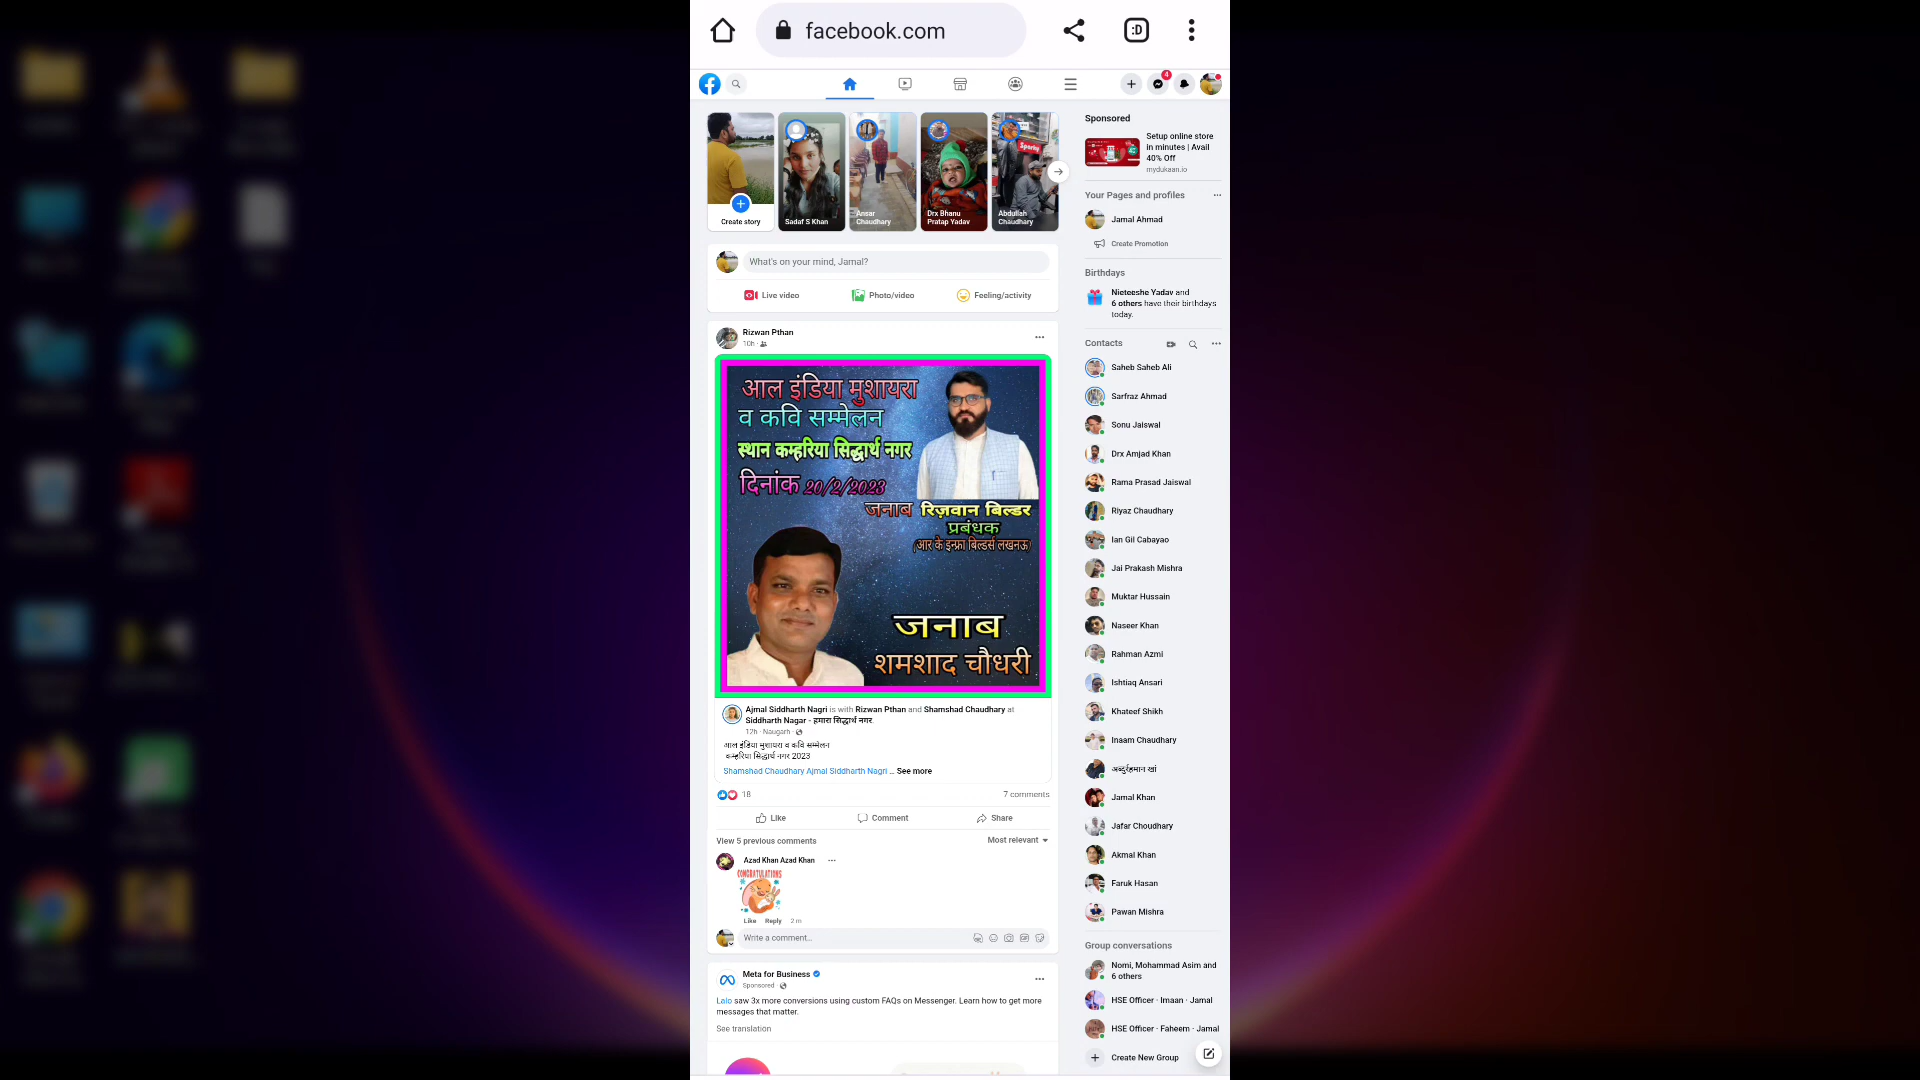 :D
facebook.com
4
Create story
Sadaf S Khan
Ansar
Chaudhary
Drx Bhanu
Pratap Yadav
Sparky
Abdullah
Chaudhary
What's on your mind, Jamal?
Live video
Photo/video
Feeling/activity
Rizwan Pthan
10h ·
आल इंडिया मुशायरा
व कवि सम्मेलन
स्थान कम्हरिया सिद्धार्थ नगर
दिनांक 20/2/2023
जनाब रिज़वान बिल्डर
प्रबंधक
(आर के इन्फ्रा बिल्डर्स लखनऊ)
जनाब
शमशाद चौधरी
Ajmal Siddharth Nagri is with Rizwan Pthan and Shamshad Chaudhary at
Siddharth Nagar - हमारा सिद्धार्थ नगर.
12h · Naugarh ·
आल इंडिया मुशायरा व कवि सम्मेलन
कम्हरिया सिद्धार्थ नगर 2023
Shamshad Chaudhary Ajmal Siddharth Nagri ... See more
18
7 comments
Like
Comment
Share
View 5 previous comments
Most relevant
Azad Khan Azad Khan
CONGRATULATIONS
Like Reply 2 m
Write a comment...
Meta for Business
Sponsored ·
Lalo saw 3x more conversions using custom FAQs on Messenger. Learn how to get more
messages that matter.
See translation
Sponsored
Setup online store
in minutes | Avail
40% Off
mydukaan.io
Your Pages and profiles
Jamal Ahmad
Create Promotion
Birthdays
Nieteeshe Yadav and
6 others have their birthdays
today.
Contacts
Saheb Saheb Ali
Sarfraz Ahmad
Sonu Jaiswal
Drx Amjad Khan
Rama Prasad Jaiswal
Riyaz Chaudhary
Ian Gil Cabayao
Jai Prakash Mishra
Muktar Hussain
Naseer Khan
Rahman Azmi
Ishtiaq Ansari
Khateef Shikh
Inaam Chaudhary
अब्दुर्रहमान खां
Jamal Khan
Jafar Choudhary
Akmal Khan
Faruk Hasan
Pawan Mishra
Group conversations
Nomi, Mohammad Asim and
6 others
HSE Officer · Imaan · Jamal
HSE Officer · Faheem · Jamal
Create New Group